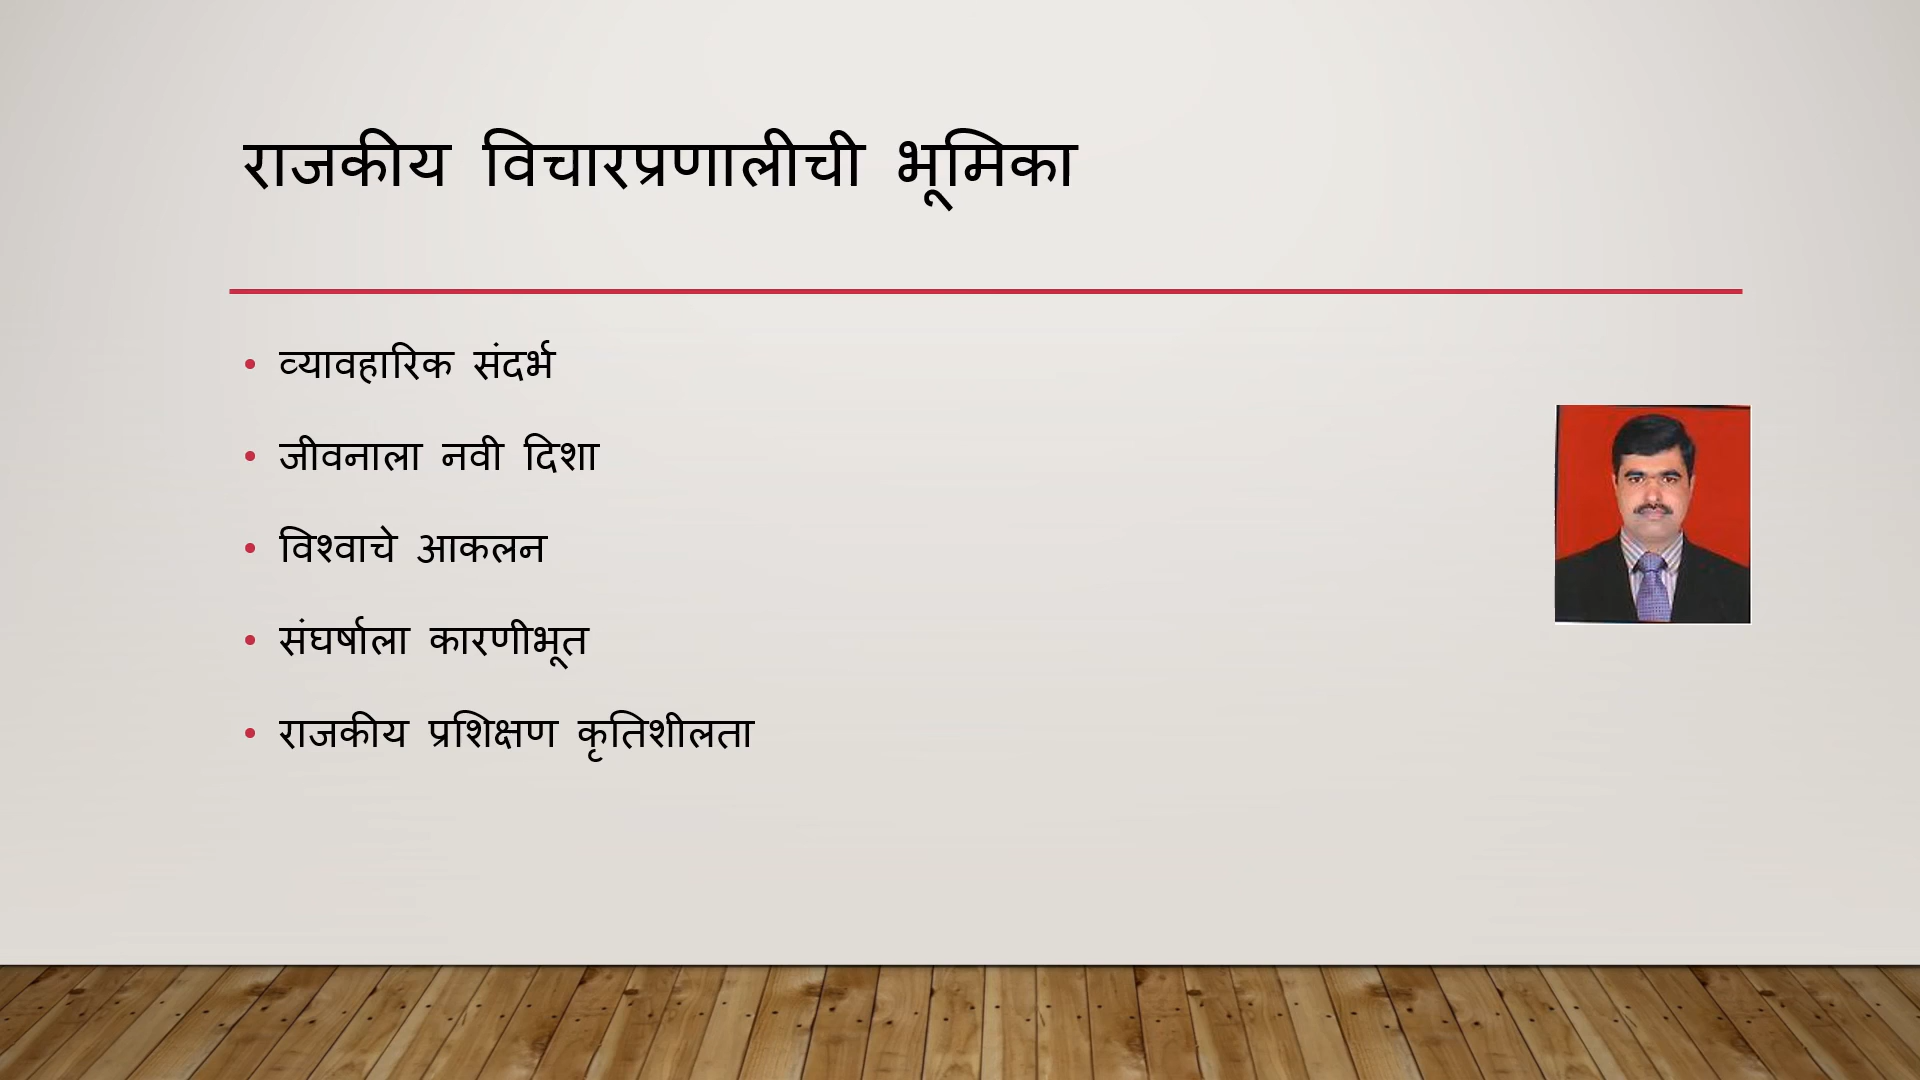 राजकीय विचारप्रणालीची भूमिका
• व्यावहारिक संदर्भ
• जीवनाला नवी दिशा
• विश्वाचे आकलन
• संघर्षाला कारणीभूत
• राजकीय प्रशिक्षण कृतिशीलता